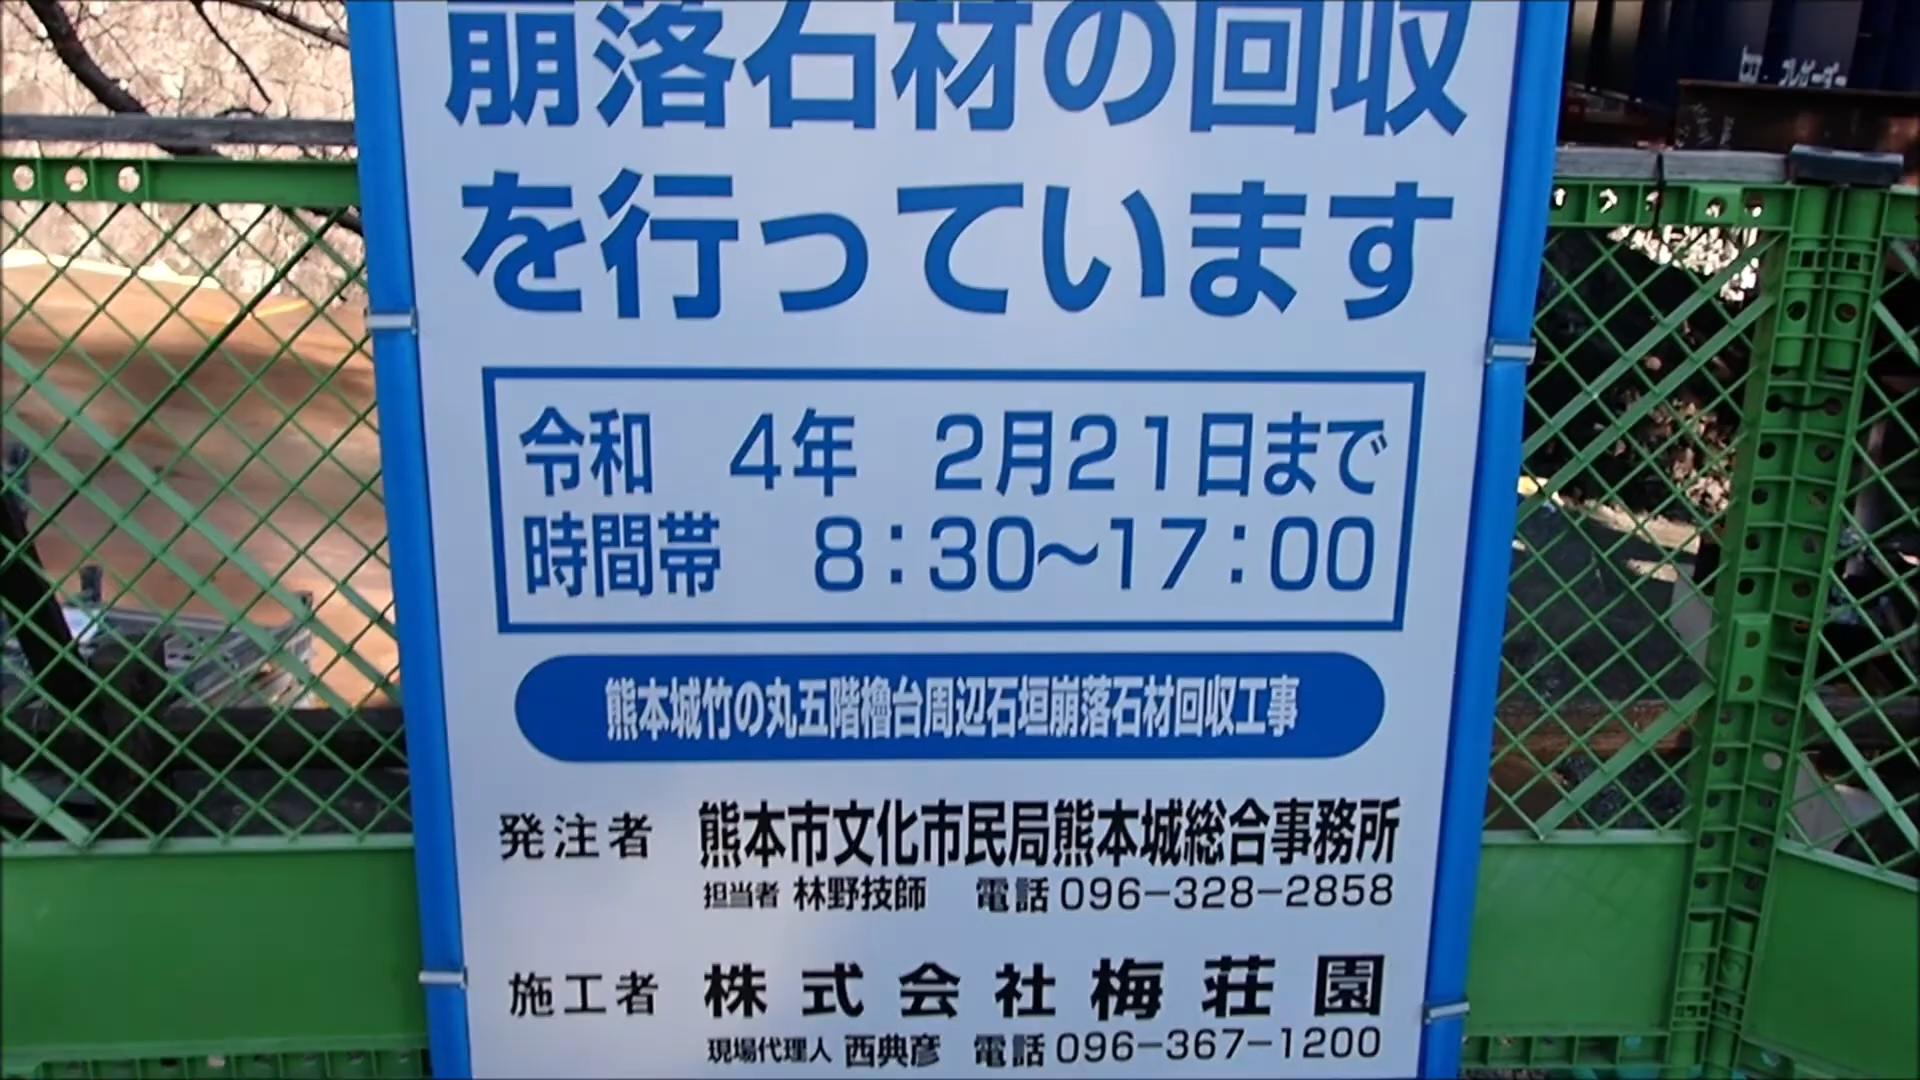 崩落石材の回収
を行っています
令和　4年　2月21日まで
時間帯　8：30〜17：00
熊本城竹の丸五階櫓台周辺石垣崩落石材回収工事
発注者　熊本市文化市民局熊本城総合事務所
担当者 林野技師　電話 096−328−2858
施工者　株式会社梅荘園
現場代理人 西典彦　電話 096−367−1200